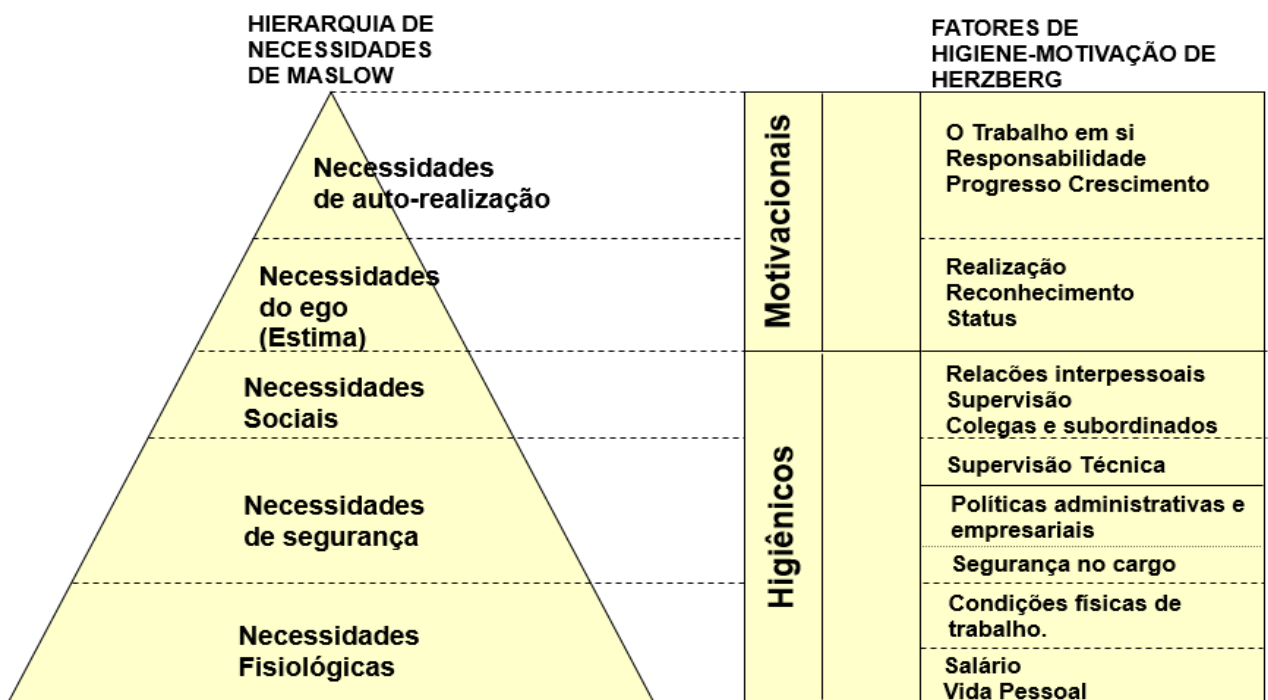 HIERARQUIA DE
NECESSIDADES
DE MASLOW
FATORES DE
HIGIENE-MOTIVAÇÃO DE
HERZBERG
Necessidades
de auto-realização
Necessidades
do ego
(Estima)
Necessidades
Sociais
Necessidades
de segurança
Necessidades
Fisiológicas
Motivacionais
Higiênicos
O Trabalho em si
Responsabilidade
Progresso Crescimento
Realização
Reconhecimento
Status
Relacões interpessoais
Supervisão
Colegas e subordinados
Supervisão Técnica
Políticas administrativas e
empresariais
Segurança no cargo
Condições físicas de
trabalho.
Salário
Vida Pessoal